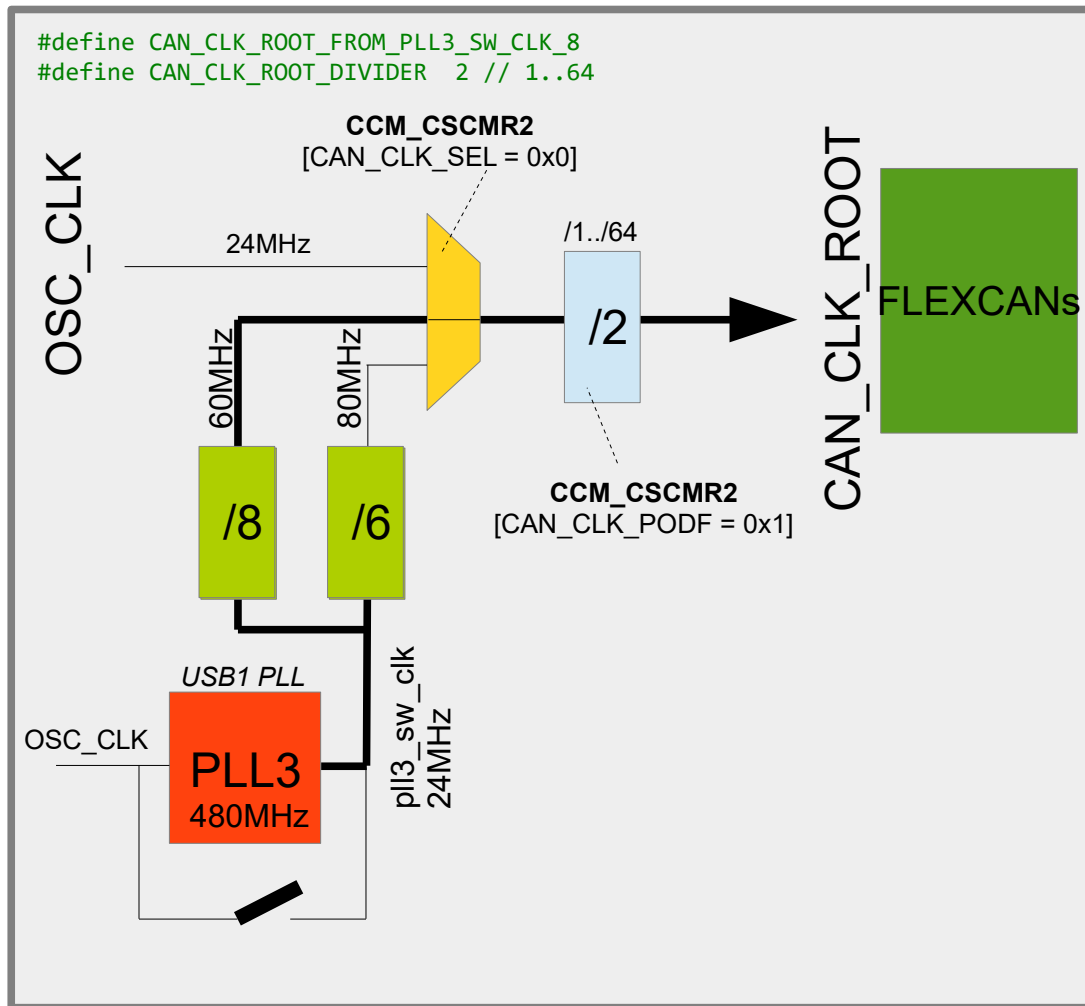 #define CAN_CLK_ROOT_FROM_PLL3_SW_CLK_8
#define CAN_CLK_ROOT_DIVIDER  2 // 1..64
CCM_CSCMR2
[CAN_CLK_SEL = 0x0]
OSC_CLK
24MHz
/1../64
CAN_CLK_ROOT
FLEXCANs
/2
60MHz
80MHz
/8
/6
CCM_CSCMR2
[CAN_CLK_PODF = 0x1]
USB1 PLL
pll3_sw_clk
24MHz
OSC_CLK
PLL3
480MHz